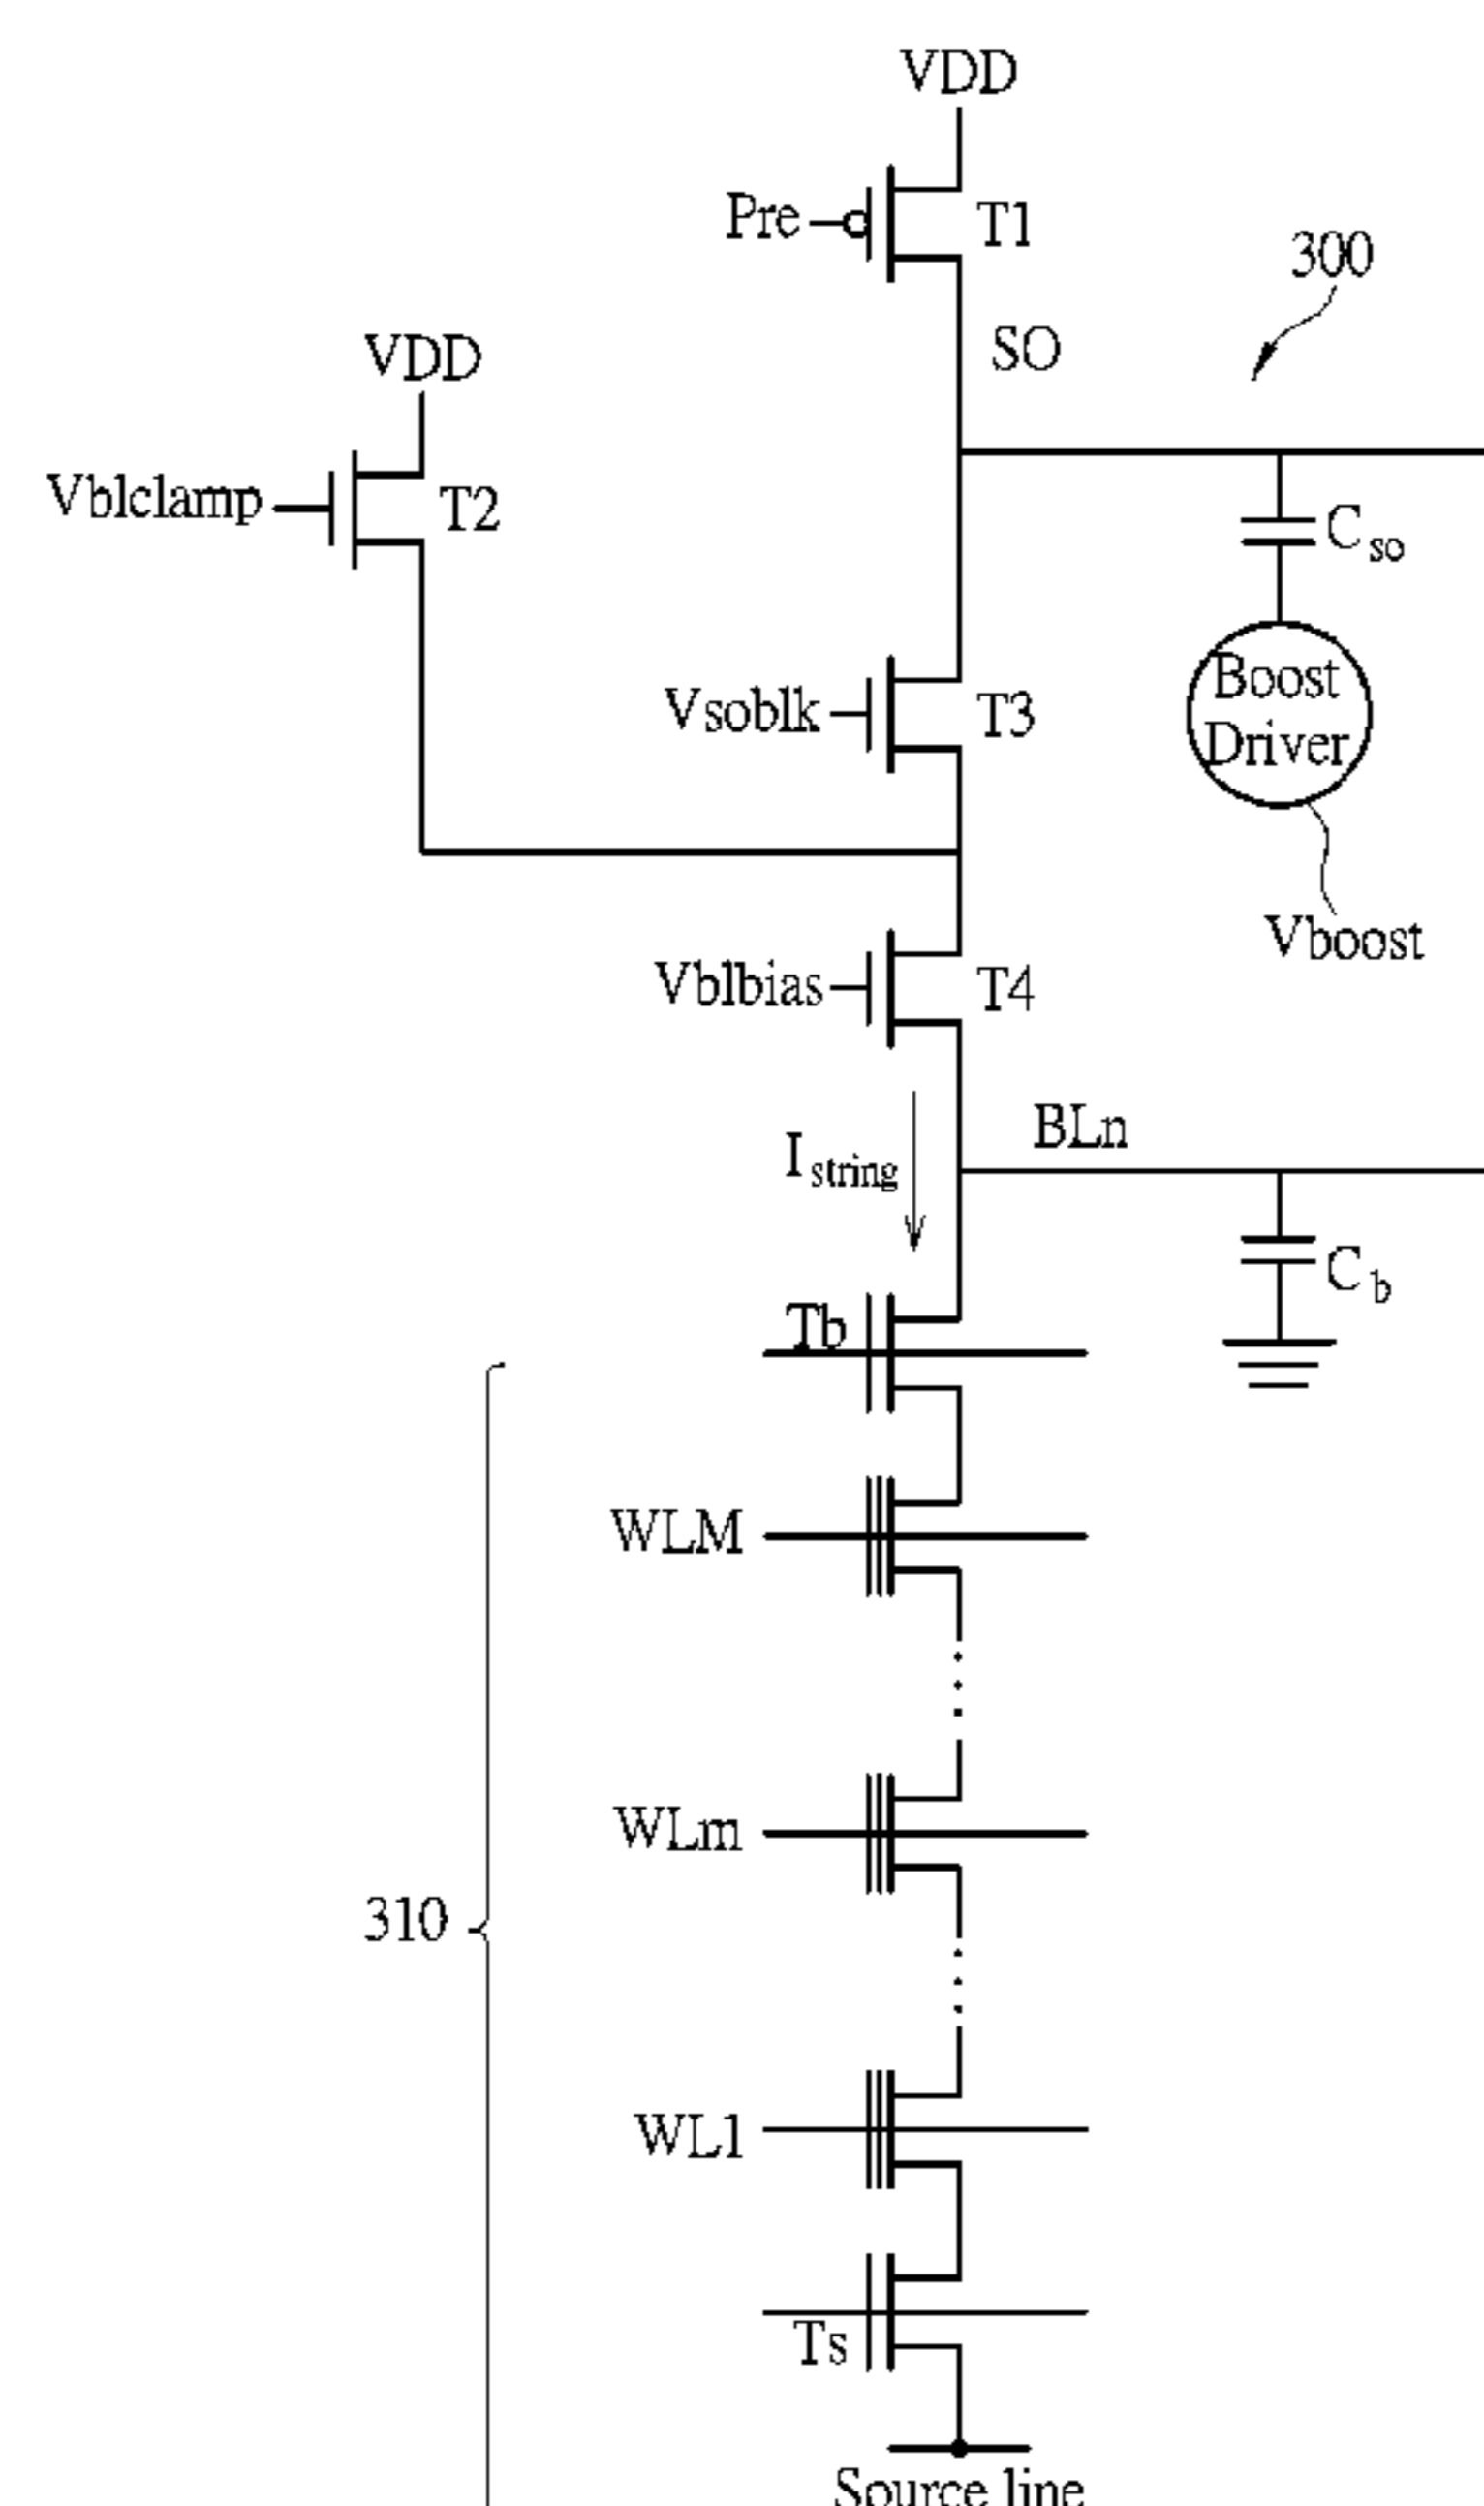 VDD
Pre
T1
300
SO
VDD
Vblclamp
T2
Cso
Boost
Driver
Vsoblk
T3
Vboost
Vblbias
T4
BLn
Istring
Cb
Tb
WLM
WLm
310
WL1
Ts
Source line